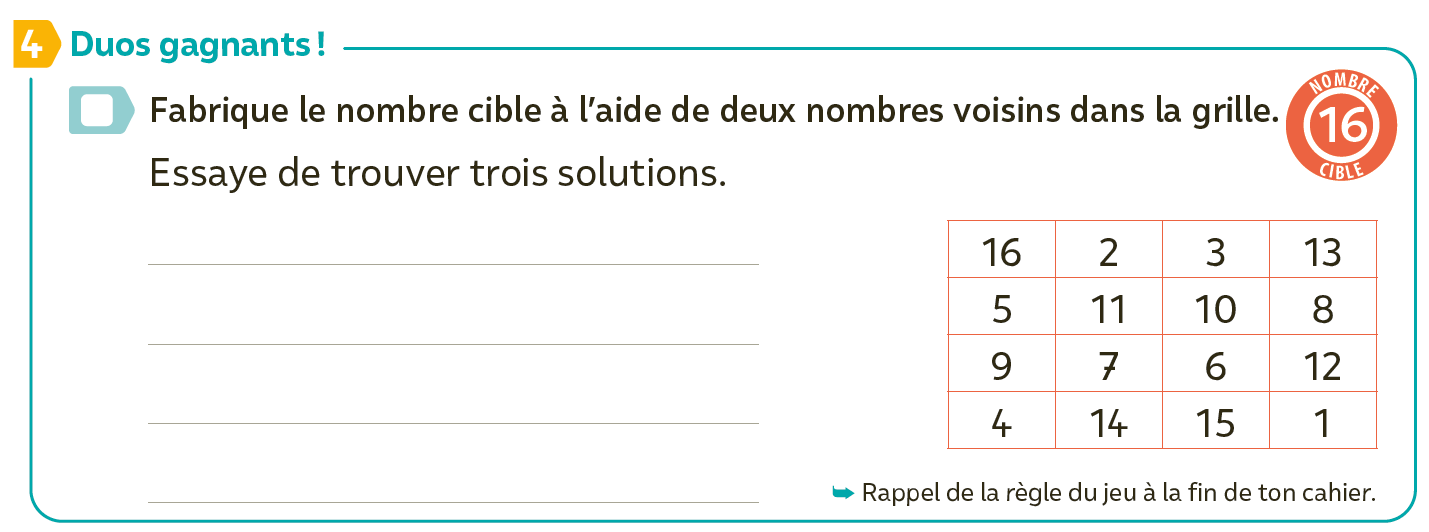 4 Duos gagnants !
Fabrique le nombre cible à l’aide de deux nombres voisins dans la grille.
NOMBRE
16
CIBLE
Essaye de trouver trois solutions.
16 2 3 13
5 11 10 8
9 7 6 12
4 14 15 1
➥ Rappel de la règle du jeu à la fin de ton cahier.